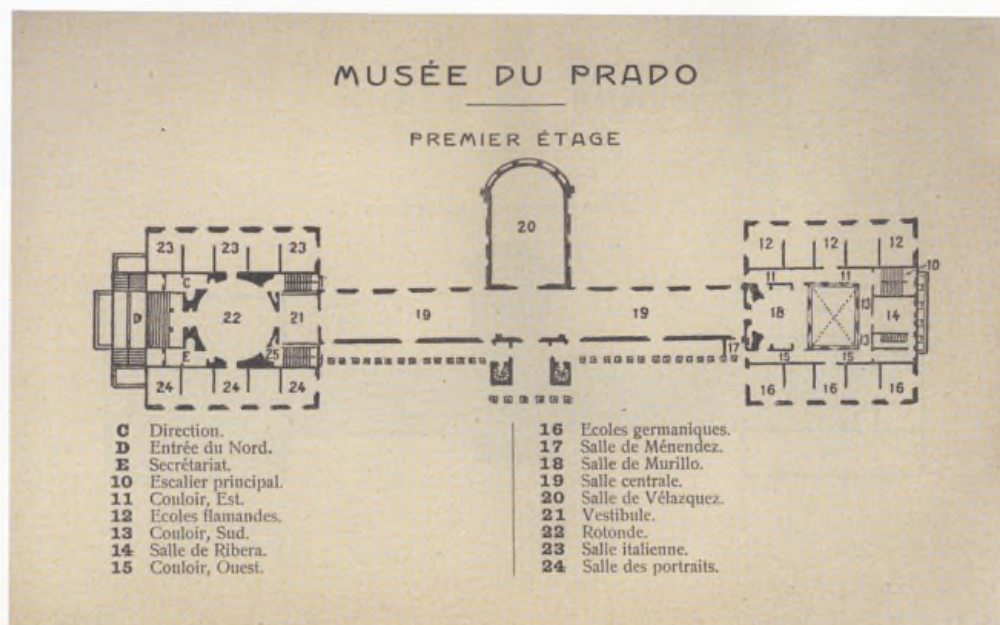 MUSÉE DU PRADO
PREMIER ÉTAGE
20
23 23 23
12 12 12
10
C
11 11
D
22
21
19
19
18
13
14
E
25
17
13
15 15
24 24 24
16 16 16
C Direction.
D Entrée du Nord.
E Secrétariat.
10 Escalier principal.
11 Couloir, Est.
12 Ecoles flamandes.
13 Couloir, Sud.
14 Salle de Ribera.
15 Couloir, Ouest.
16 Ecoles germaniques.
17 Salle de Ménendez.
18 Salle de Murillo.
19 Salle centrale.
20 Salle de Vélazquez.
21 Vestibule.
22 Rotonde.
23 Salle italienne.
24 Salle des portraits.